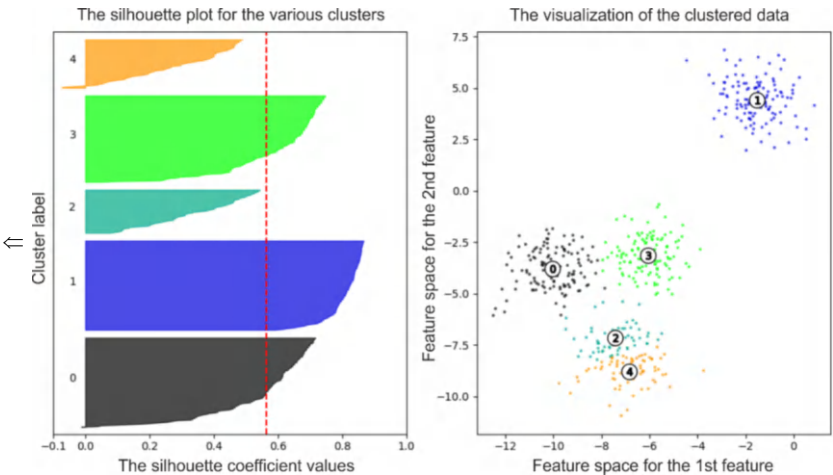 The silhouette plot for the various clusters
4
3
2
1
0
Cluster label
−0.1 0.0 0.2 0.4 0.6 0.8 1.0
The silhouette coefficient values
⇐
The visualization of the clustered data
7.5
5.0
2.5
0.0
−2.5
−5.0
−7.5
−10.0
Feature space for the 2nd feature
1
0
3
2
4
−12 −10 −8 −6 −4 −2 0
Feature space for the 1st feature